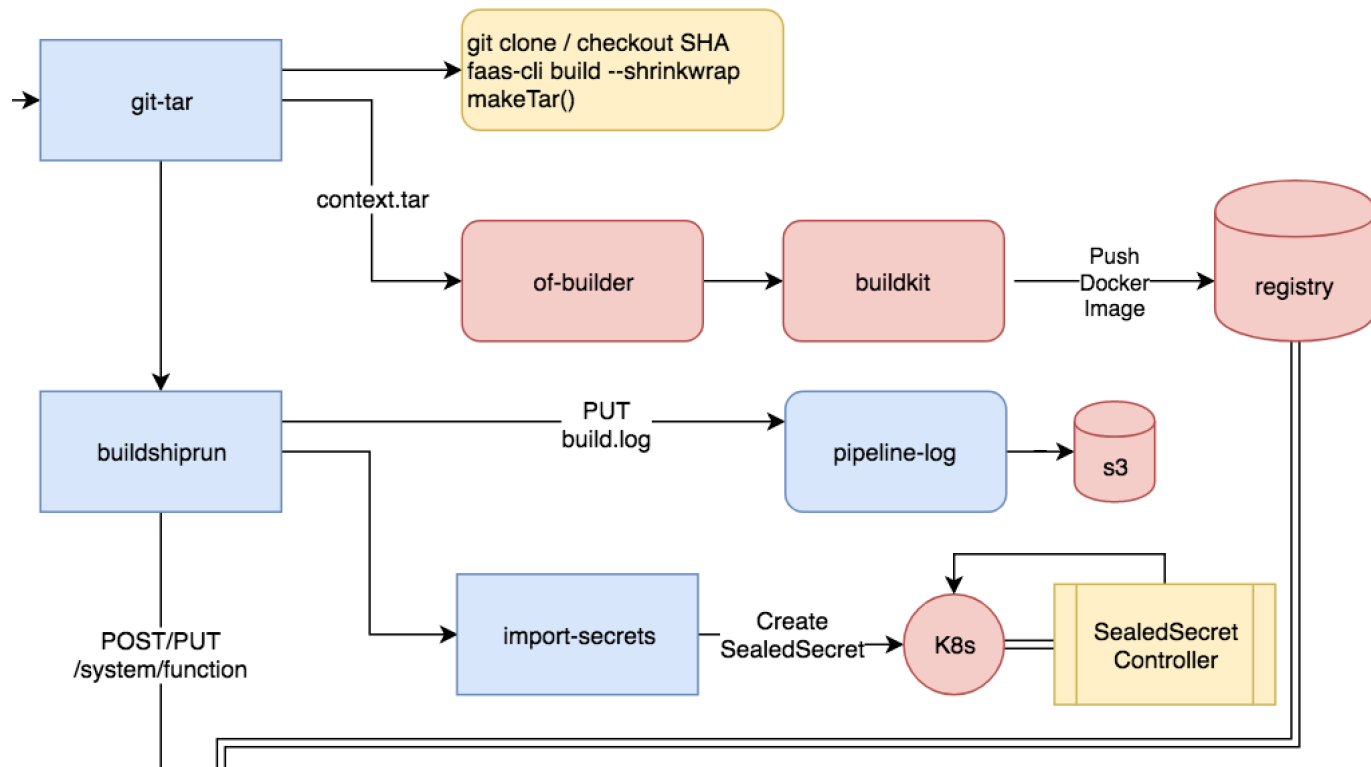 git clone / checkout SHA
faas-cli build --shrinkwrap
makeTar()
git-tar
context.tar
of-builder
buildkit
Push
Docker
Image
registry
buildshiprun
PUT
build.log
pipeline-log
s3
import-secrets
Create
SealedSecret
K8s
SealedSecret
Controller
POST/PUT
/system/function